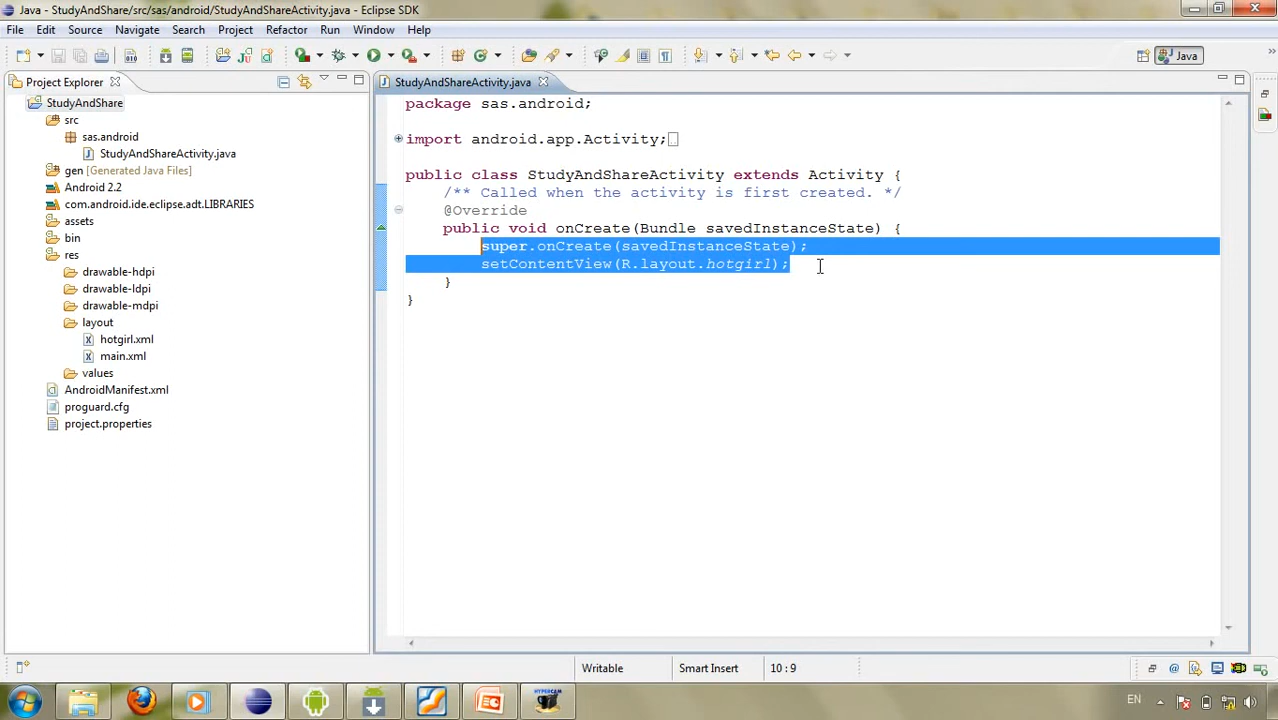 Java - StudyAndShare/src/sas/android/StudyAndShareActivity.java - Eclipse SDK
File Edit Source Refactor Navigate Search Project Refactor Run Window Help
Java
Project Explorer
StudyAndShare
src
sas.android
StudyAndShareActivity.java
gen [Generated Java Files]
Android 2.2
com.android.ide.eclipse.adt.LIBRARIES
assets
bin
res
drawable-hdpi
drawable-ldpi
drawable-mdpi
layout
hotgirl.xml
main.xml
values
AndroidManifest.xml
proguard.cfg
project.properties
StudyAndShareActivity.java
package sas.android;
import android.app.Activity;
public class StudyAndShareActivity extends Activity {
/** Called when the activity is first created. */
@Override
public void onCreate(Bundle savedInstanceState) {
super.onCreate(savedInstanceState);
setContentView(R.layout.hotgirl);
}
}
Writable Smart Insert 10 : 9
HYPERCAM
EN